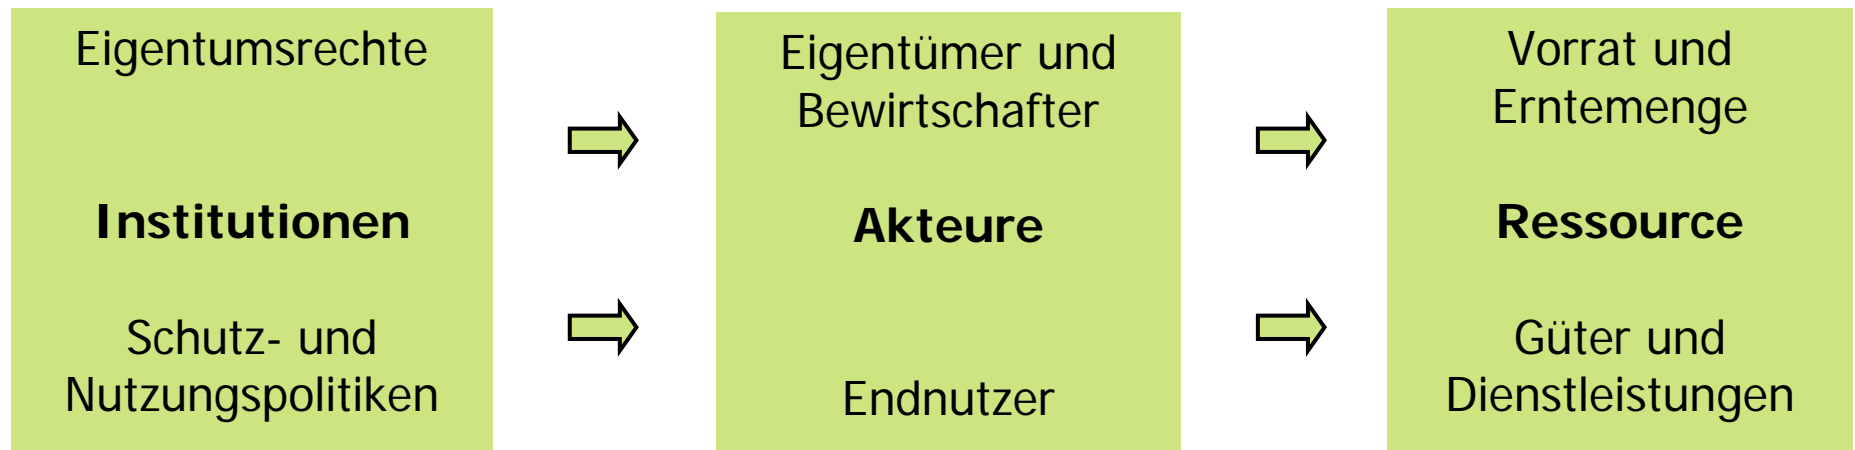 Eigentumsrechte
Institutionen
Schutz- und
Nutzungspolitiken
Eigentümer und
Bewirtschafter
Akteure
Endnutzer
Vorrat und
Erntemenge
Ressource
Güter und
Dienstleistungen